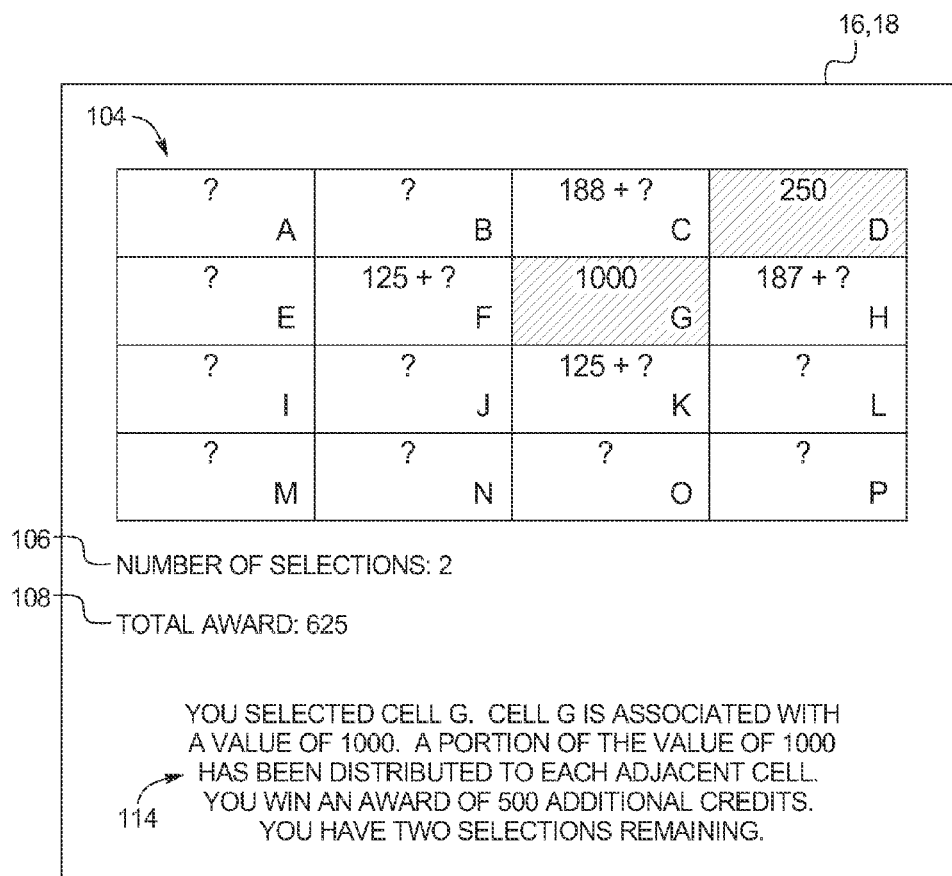 16,18
104
? ? 188 + ? 250
A B C D
? 125 + ? 1000 187 + ?
E F G H
? ? 125 + ? ?
I J K L
? ? ? ?
M N O P
106
NUMBER OF SELECTIONS: 2
108
TOTAL AWARD: 625
YOU SELECTED CELL G. CELL G IS ASSOCIATED WITH
A VALUE OF 1000. A PORTION OF THE VALUE OF 1000
HAS BEEN DISTRIBUTED TO EACH ADJACENT CELL.
YOU WIN AN AWARD OF 500 ADDITIONAL CREDITS.
114
YOU HAVE TWO SELECTIONS REMAINING.